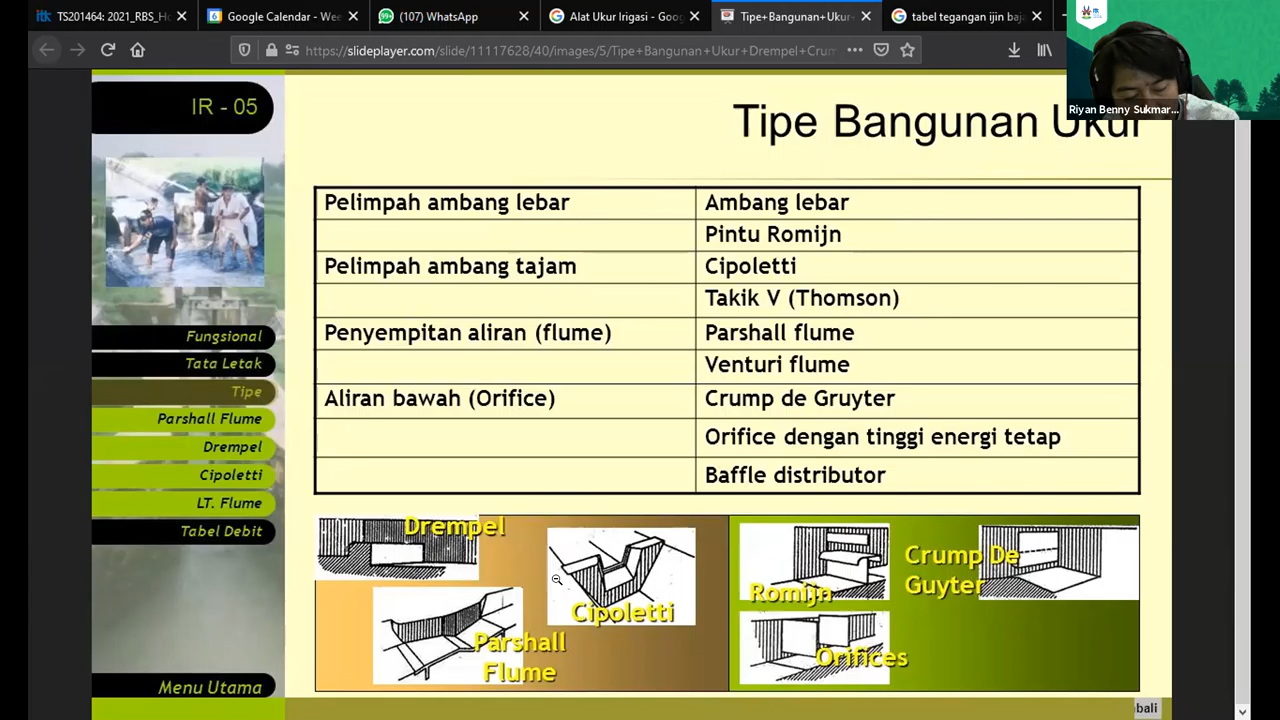 TS201464: 2021_RBS_H
Google Calendar - Wee
99+
(107) WhatsApp
Alat Ukur Irigasi - Goog
Tipe+Bangunan+Ukur
tabel tegangan ijin baja
https://slideplayer.com/slide/11117628/40/images/5/Tipe+Bangunan+Ukur+Drempel+Crum
Riyan Benny Sukmar...
IR - 05
Tipe Bangunan Ukur
Pelimpah ambang lebar
Ambang lebar
Pintu Romijn
Pelimpah ambang tajam
Cipoletti
Takik V (Thomson)
Penyempitan aliran (flume)
Parshall flume
Venturi flume
Aliran bawah (Orifice)
Crump de Gruyter
Orifice dengan tinggi energi tetap
Baffle distributor
Fungsional
Tata Letak
Tipe
Parshall Flume
Drempel
Cipoletti
LT. Flume
Tabel Debit
Menu Utama
Drempel
Cipoletti
Parshall
Flume
Romijn
Crump De
Guyter
Orifices
bali